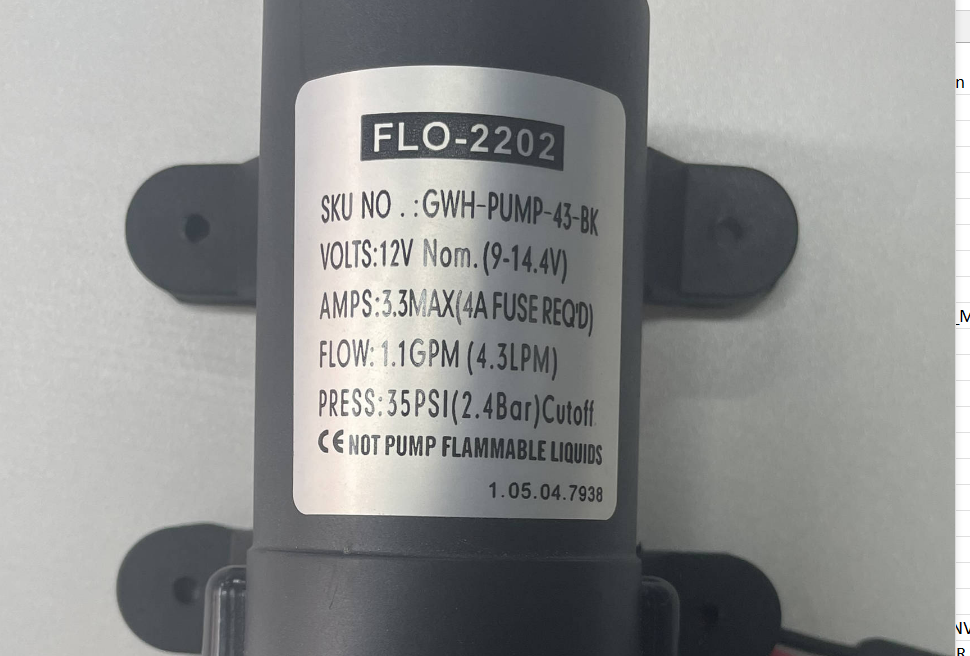 FLO-2202
SKU NO . :GWH-PUMP-43-BK
VOLTS:12V Nom.(9-14.4V)
AMPS:3.3MAX(4A FUSE REQ'D)
FLOW: 1.1GPM (4.3LPM)
PRESS:35PSI(2.4Bar)Cutoff
CE NOT PUMP FLAMMABLE LIQUIDS
1.05.04.7938